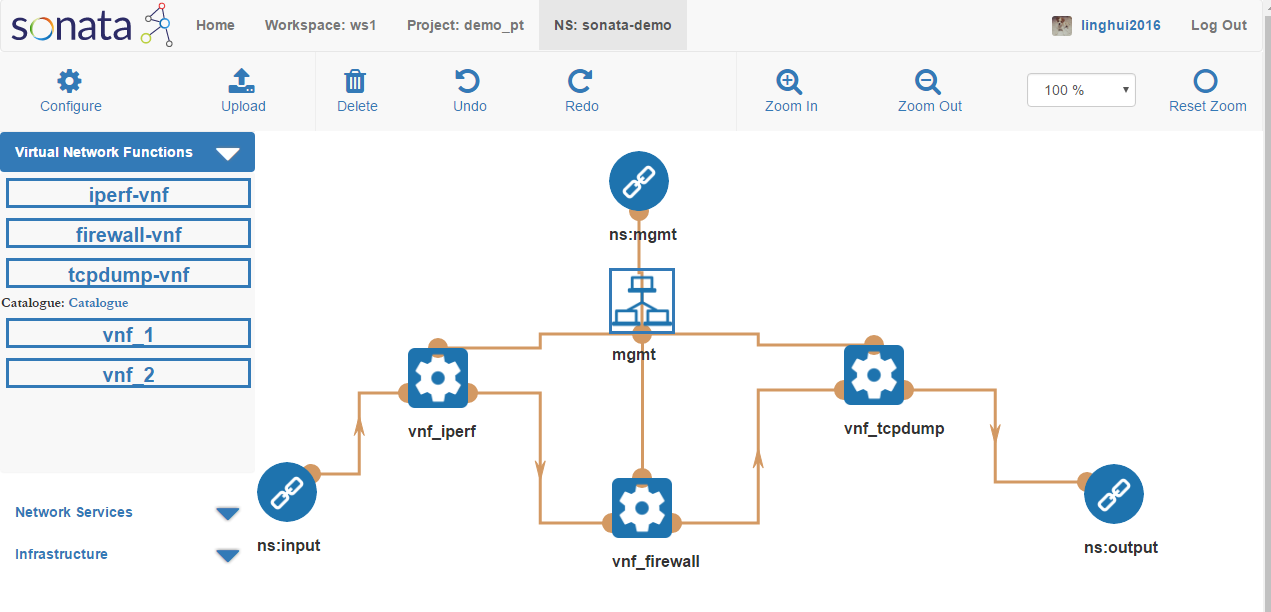 sonata Home Workspace: ws1 Project: demo_pt NS: sonata-demo linghui2016 Log Out
Configure Upload Delete Undo Redo Zoom In Zoom Out 100 % Reset Zoom
Virtual Network Functions
iperf-vnf
firewall-vnf
tcpdump-vnf
Catalogue: Catalogue
vnf_1
vnf_2
Network Services
Infrastructure
ns:mgmt
mgmt
vnf_iperf
vnf_tcpdump
ns:input
vnf_firewall
ns:output